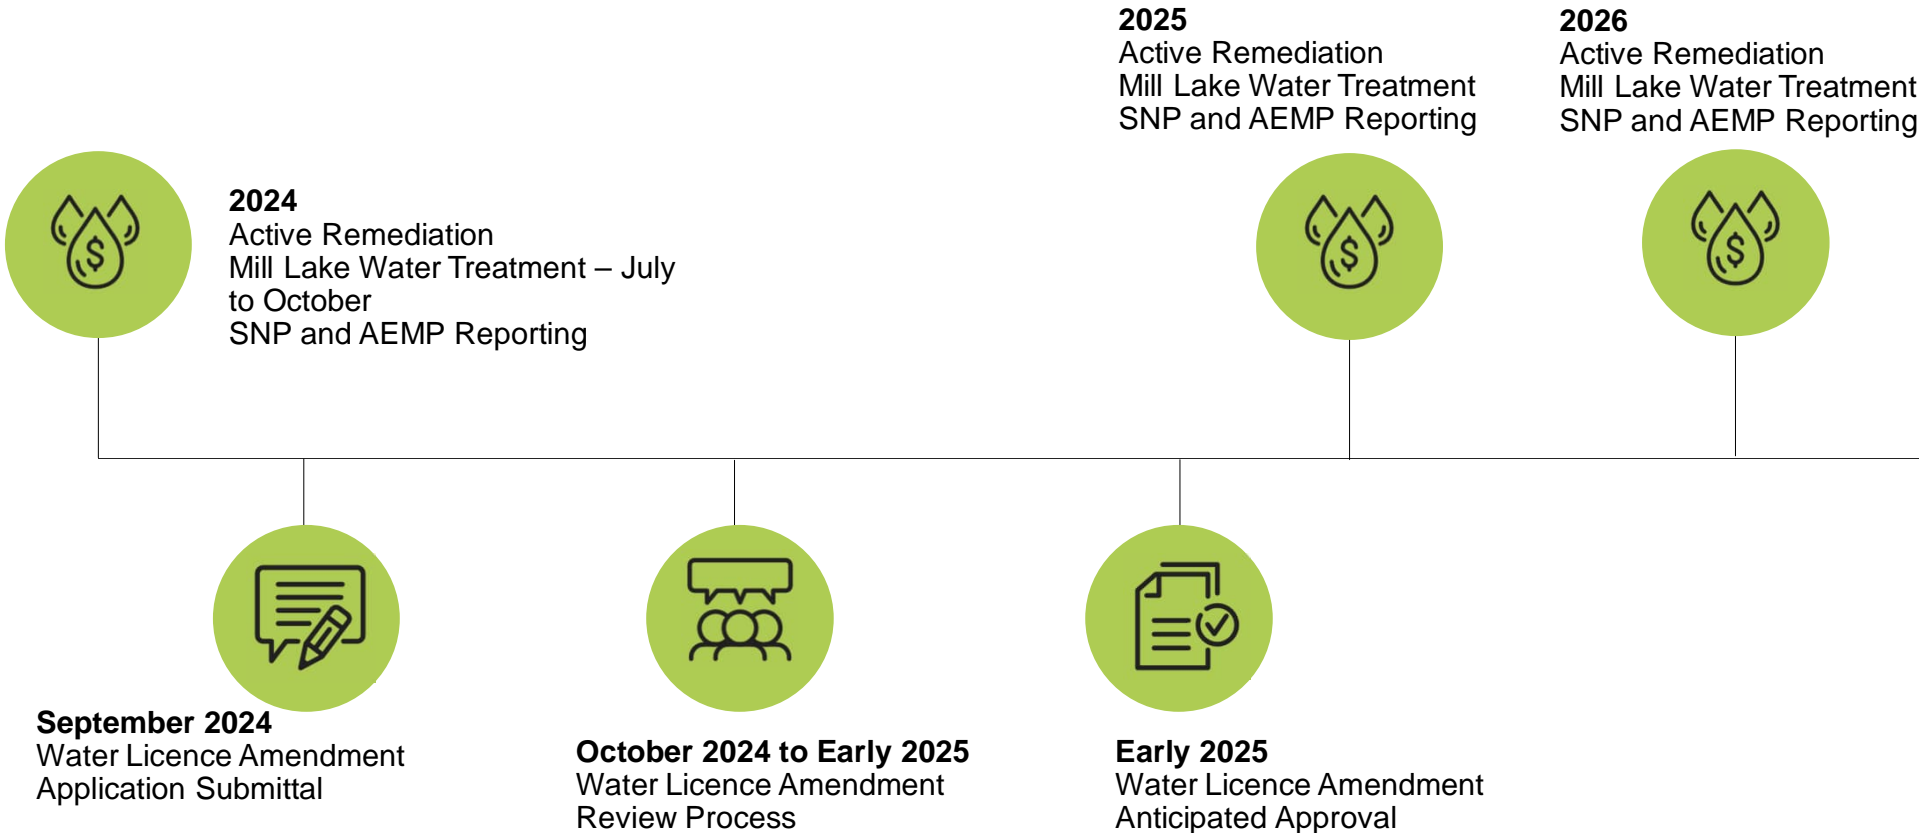 2025
Active Remediation
Mill Lake Water Treatment
SNP and AEMP Reporting
2026
Active Remediation
Mill Lake Water Treatment
SNP and AEMP Reporting
2024
Active Remediation
Mill Lake Water Treatment – July
to October
SNP and AEMP Reporting
$
$
$
September 2024
Water Licence Amendment
Application Submittal
October 2024 to Early 2025
Water Licence Amendment
Review Process
Early 2025
Water Licence Amendment
Anticipated Approval